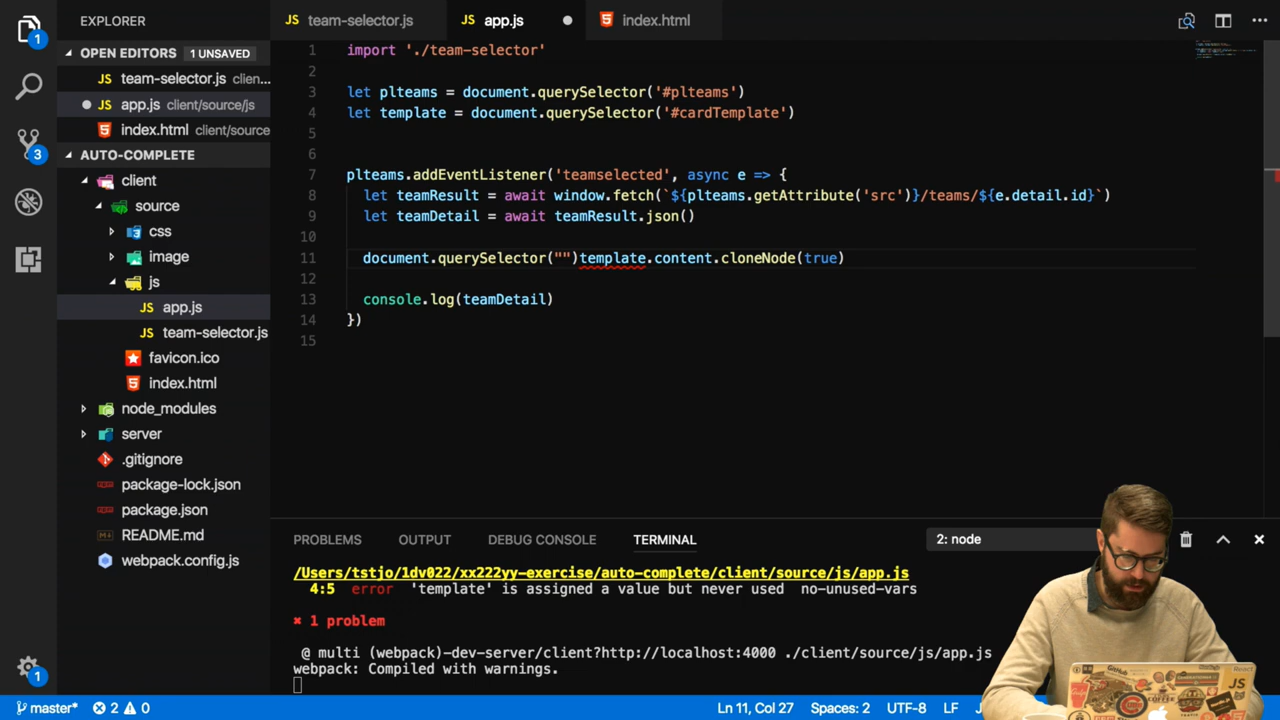 EXPLORER
OPEN EDITORS 1 UNSAVED
JS team-selector.js clien...
JS app.js client/source/js
index.html client/source
AUTO-COMPLETE
client
source
css
image
js
JS app.js
JS team-selector.js
favicon.ico
index.html
node_modules
server
.gitignore
package-lock.json
package.json
README.md
webpack.config.js
1
3
1
JS team-selector.js
JS app.js
index.html
1 import './team-selector'
2
3 let plteams = document.querySelector('#plteams')
4 let template = document.querySelector('#cardTemplate')
5
6
7 plteams.addEventListener('teamselected', async e => {
8 let teamResult = await window.fetch(`${plteams.getAttribute('src')}/teams/${e.detail.id}`)
9 let teamDetail = await teamResult.json()
10
11 document.querySelector("")template.content.cloneNode(true)
12
13 console.log(teamDetail)
14 })
15
PROBLEMS OUTPUT DEBUG CONSOLE TERMINAL 2: node
/Users/tstjo/1dv022/xx222yy-exercise/auto-complete/client/source/js/app.js
4:5 error 'template' is assigned a value but never used no-unused-vars
✖ 1 problem
@ multi (webpack)-dev-server/client?http://localhost:4000 ./client/source/js/app.js
webpack: Compiled with warnings.
master* 2 0 Ln 11, Col 27 Spaces: 2 UTF-8 LF
GitHub
React
JS